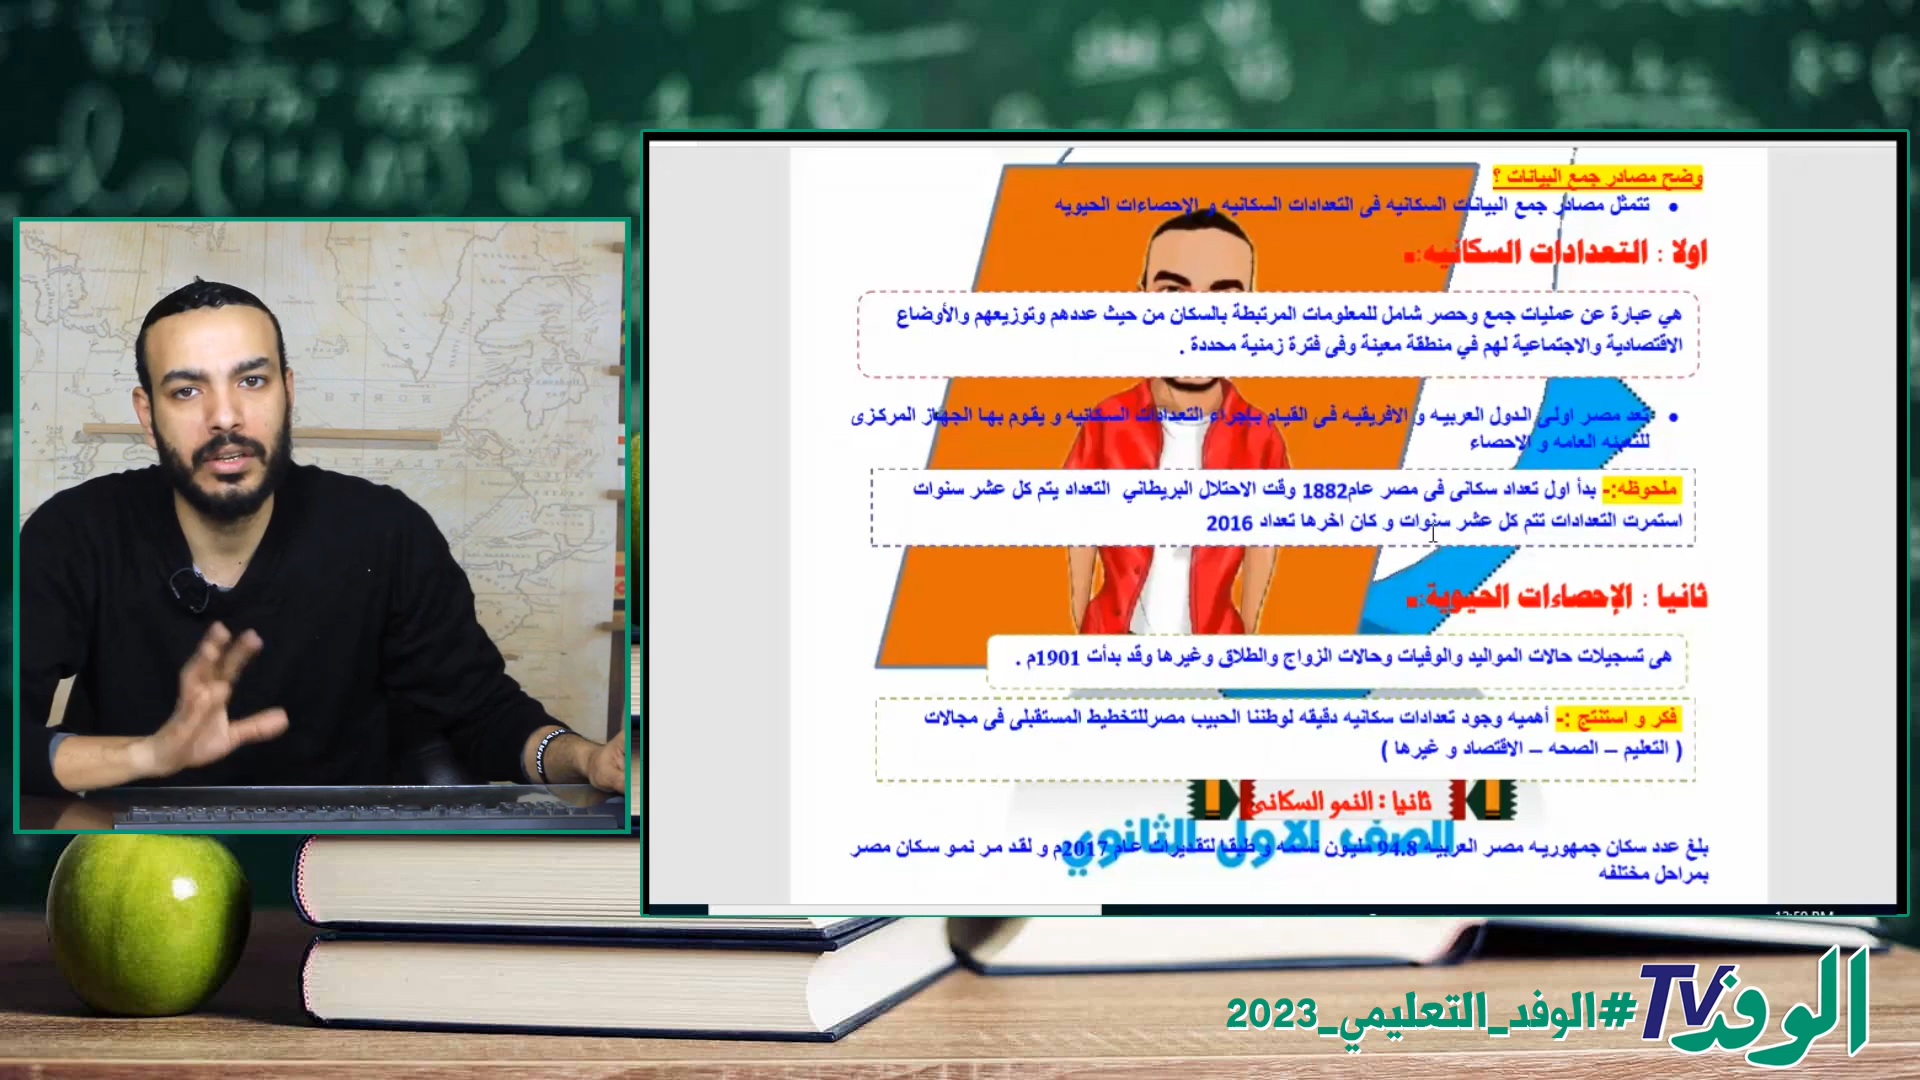 وضح مصادر جمع البيانات ؟
• تتمثل مصادر جمع البيانات السكانيه فى التعدادات السكانيه و الإحصاءات الحيويه
اولا : التعدادات السكانيه:-
هي عبارة عن عمليات جمع وحصر شامل للمعلومات المرتبطة بالسكان من حيث عددهم وتوزيعهم والأوضاع
الاقتصادية والاجتماعية لهم في منطقة معينة وفى فترة زمنية محددة .
• تعد مصر اولى الدول العربيه و الافريقيه فى القيام بإجراء التعدادات السكانيه و يقوم بها الجهاز المركزى
للتعبئه العامه و الاحصاء
ملحوظه:- بدأ اول تعداد سكانى فى مصر عام1882 وقت الاحتلال البريطاني التعداد يتم كل عشر سنوات
استمرت التعدادات تتم كل عشر سنوات و كان اخرها تعداد 2016
ثانيا : الإحصاءات الحيوية:-
هى تسجيلات حالات المواليد والوفيات وحالات الزواج والطلاق وغيرها وقد بدأت 1901م .
فكر و استنتج :- أهميه وجود تعدادات سكانيه دقيقه لوطننا الحبيب مصرللتخطيط المستقبلى فى مجالات
( التعليم – الصحه – الاقتصاد و غيرها )
ثانيا : النمو السكانى
الصف الاول الثانوي
بلغ عدد سكان جمهوريه مصر العربيه 94.8 مليون نسمه و طبقا لتقديرات عام 2017م و لقد مر نمو سكان مصر
بمراحل مختلفه
#الوفد_التعليمي_2023
الوفد TV